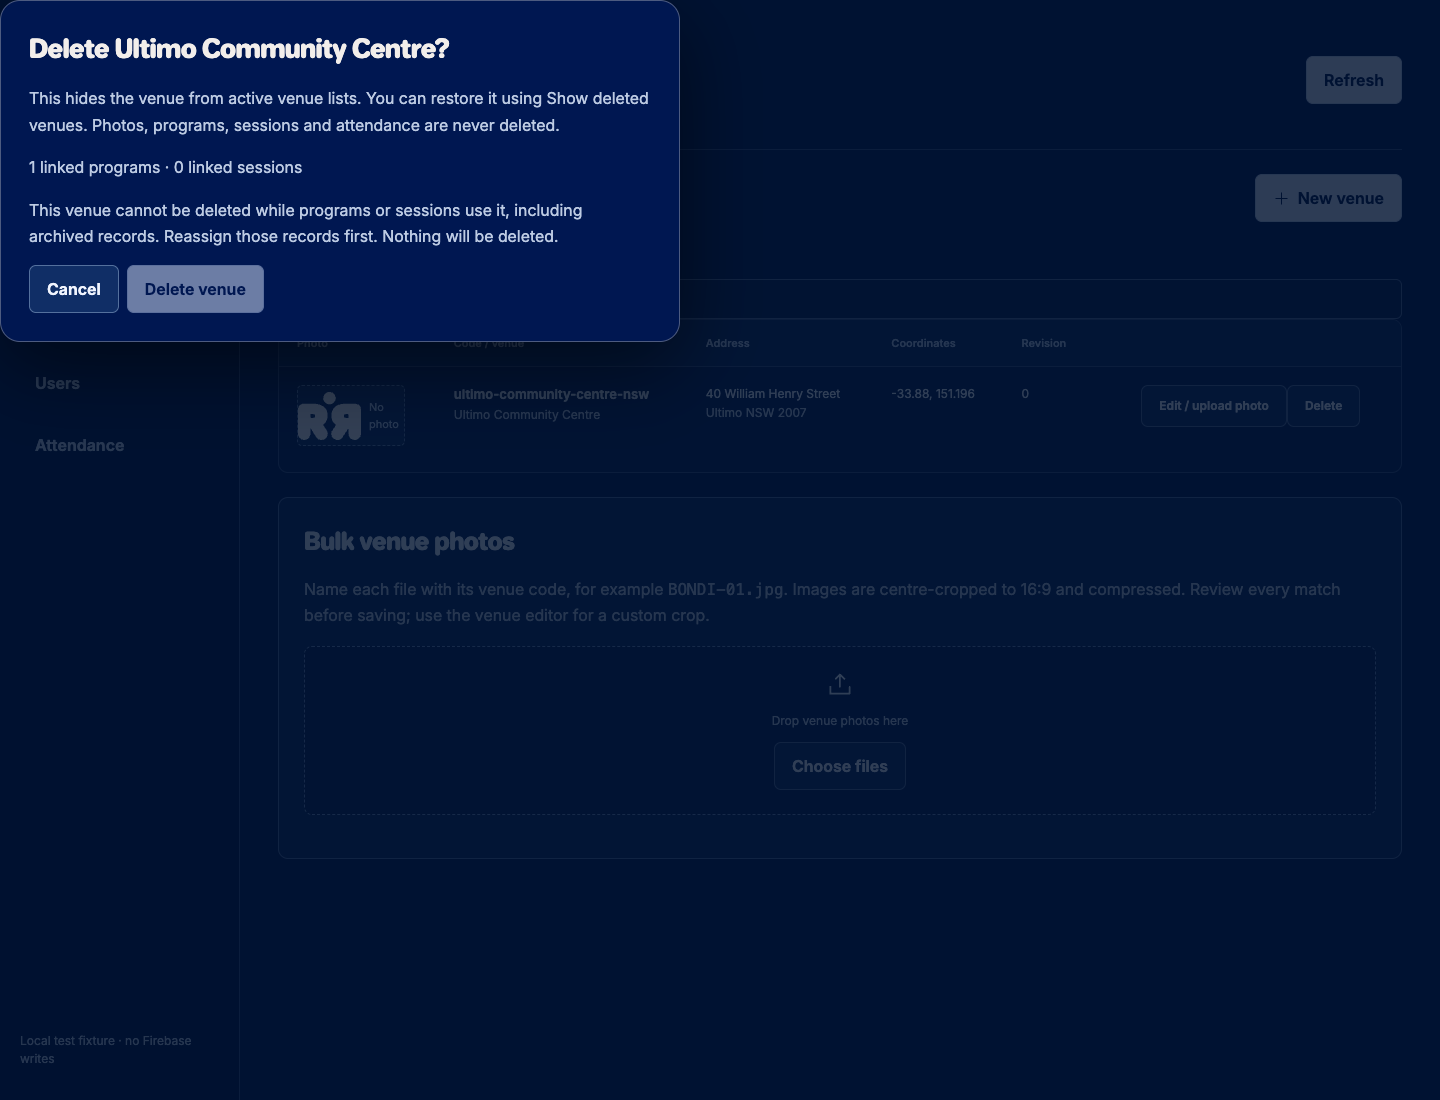 Delete Ultimo Community Centre?
This hides the venue from active venue lists. You can restore it using Show deleted
venues. Photos, programs, sessions and attendance are never deleted.
1 linked programs · 0 linked sessions
This venue cannot be deleted while programs or sessions use it, including
archived records. Reassign those records first. Nothing will be deleted.
Cancel
Delete venue
Refresh
New venue
Users
Attendance
Local test fixture · no Firebase
writes
Photo
Code / venue
Address
Coordinates
Revision
RR
No
photo
ultimo-community-centre-nsw
Ultimo Community Centre
40 William Henry Street
Ultimo NSW 2007
-33.88, 151.196
0
Edit / upload photo
Delete
Bulk venue photos
Name each file with its venue code, for example BONDI-01.jpg. Images are centre-cropped to 16:9 and compressed. Review every match
before saving; use the venue editor for a custom crop.
Drop venue photos here
Choose files